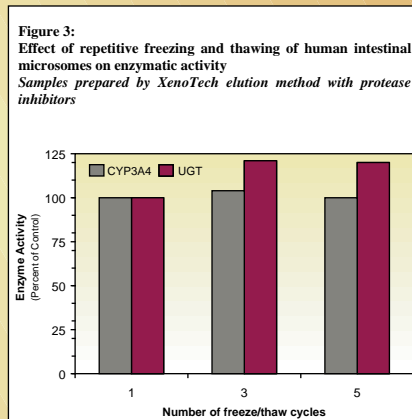 Figure 3:
Effect of repetitive freezing and thawing of human intestinal
microsomes on enzymatic activity
Samples prepared by XenoTech elution method with protease
inhibitors
CYP3A4 UGT
Enzyme Activity
(Percent of Control)
125
100
75
50
25
0
1 3 5
Number of freeze/thaw cycles